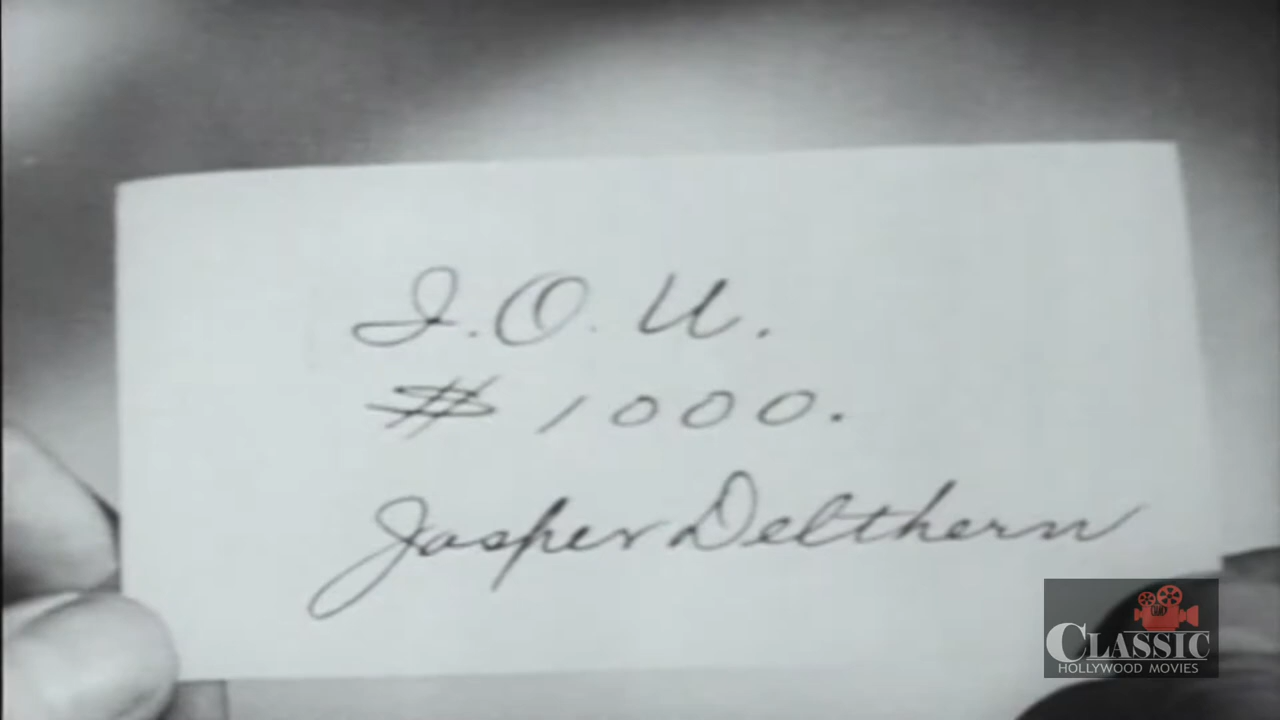 I.O.U.
$1000.
Jasper Delthern
CLASSIC
HOLLYWOOD MOVIES